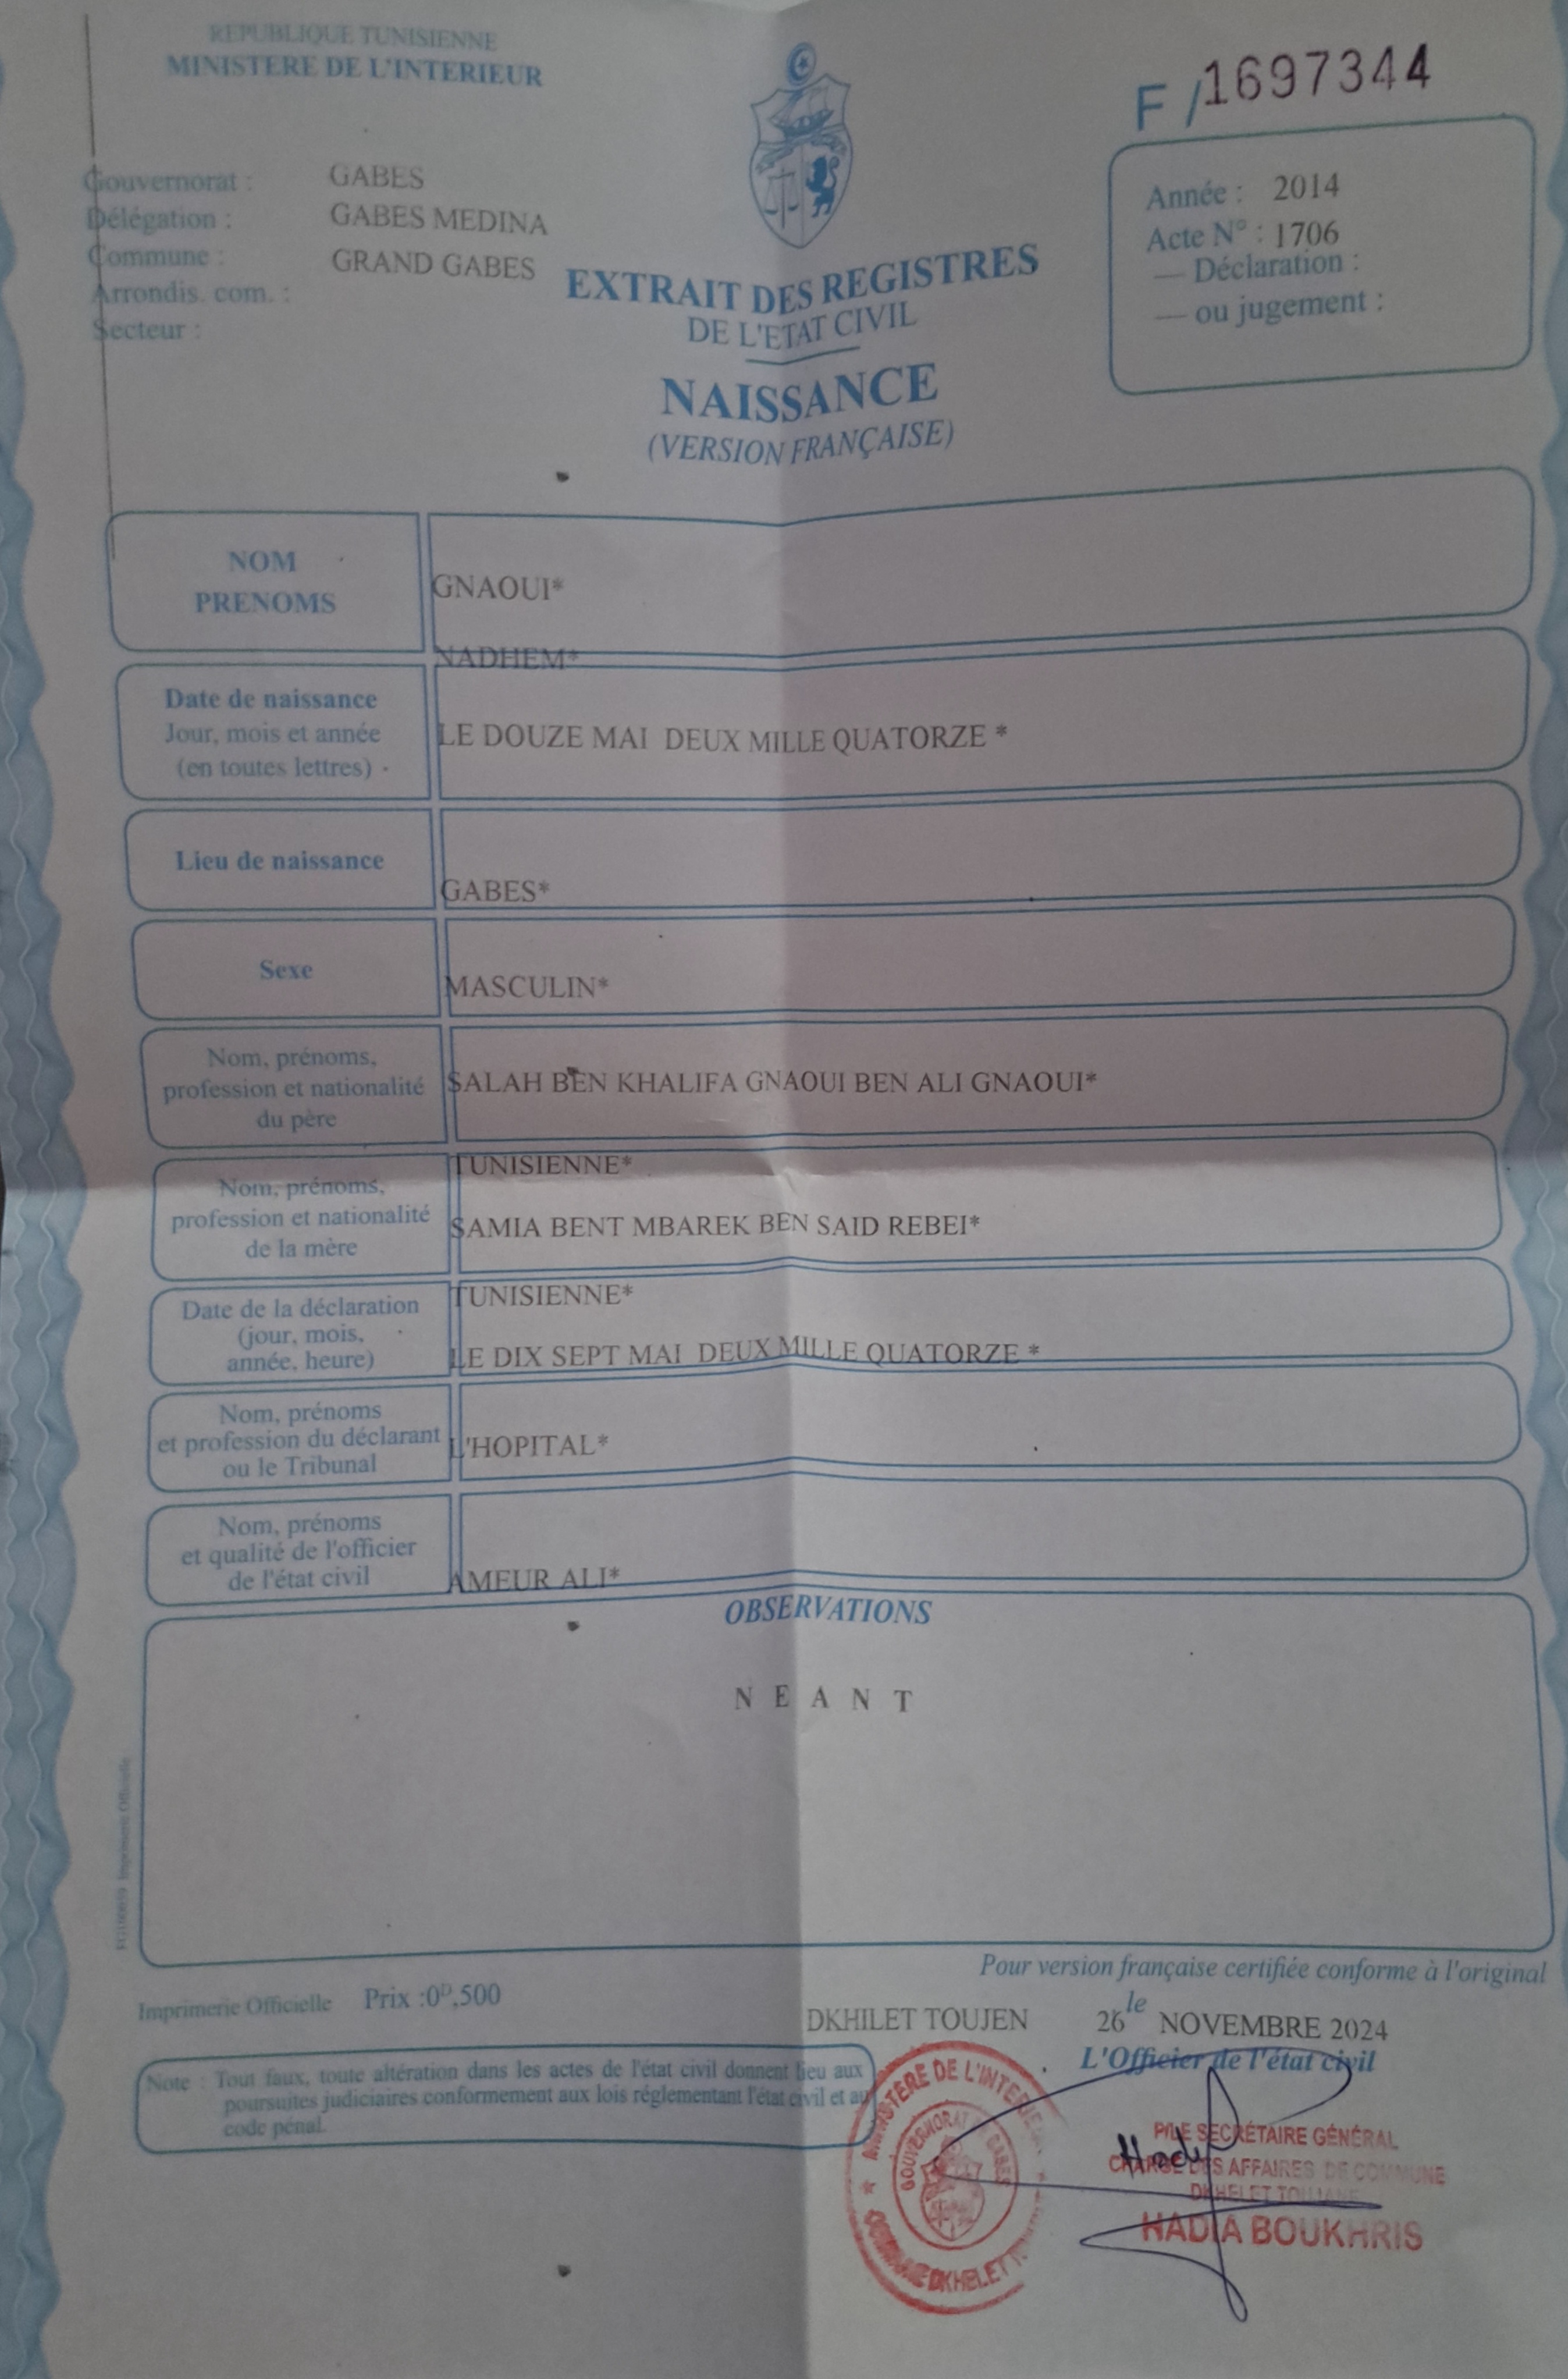 REPUBLIQUE TUNISIENNE
MINISTERE DE L'INTERIEUR
F / 1697344
Gouvernorat : GABES
Délégation : GABES MEDINA
Commune : GRAND GABES
Arrondis. com. :
Secteur :
Année : 2014
Acte N° : 1706
— Déclaration :
— ou jugement :
EXTRAIT DES REGISTRES
DE L'ETAT CIVIL
NAISSANCE
(VERSION FRANÇAISE)
NOM
PRENOMS
GNAOUI*
NADHEM*
Date de naissance
Jour, mois et année
(en toutes lettres)
LE DOUZE MAI DEUX MILLE QUATORZE *
Lieu de naissance
GABES*
Sexe
MASCULIN*
Nom, prénoms,
profession et nationalité
du père
SALAH BEN KHALIFA GNAOUI BEN ALI GNAOUI*
TUNISIENNE*
Nom, prénoms,
profession et nationalité
de la mère
SAMIA BENT MBAREK BEN SAID REBEI*
TUNISIENNE*
Date de la déclaration
(jour, mois,
année, heure)
LE DIX SEPT MAI DEUX MILLE QUATORZE *
Nom, prénoms
et profession du déclarant
ou le Tribunal
L'HOPITAL*
Nom, prénoms
et qualité de l'officier
de l'état civil
AMEUR ALI*
OBSERVATIONS
N E A N T
Imprimerie Officielle
Pour version française certifiée conforme à l'original
Imprimerie Officielle Prix :0ᴰ,500
DKHILET TOUJEN 26 le NOVEMBRE 2024
L'Officier de l'état civil
Note : Tout faux, toute altération dans les actes de l'état civil donnent lieu aux
poursuites judiciaires conformement aux lois réglementant l'état civil et au
code pénal.
MINISTERE DE L'INTERIEUR
GOUVERNORAT GABES
COMMUNE DKHELET
P/LE SECRÉTAIRE GÉNÉRAL
CHARGÉ DES AFFAIRES DE COMMUNE
DKHELET TOUJANE
HADIA BOUKHRIS